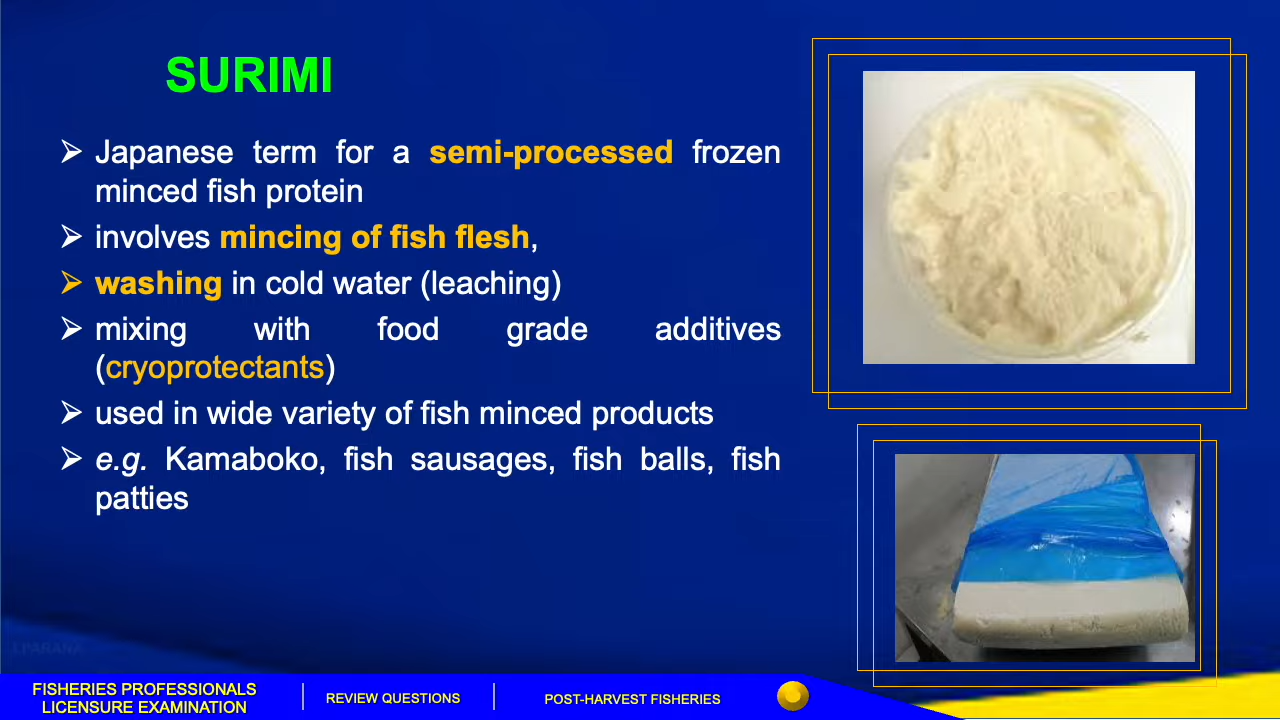 SURIMI
➢ Japanese term for a semi-processed frozen
minced fish protein
➢ involves mincing of fish flesh,
➢ washing in cold water (leaching)
➢ mixing with food grade additives
(cryoprotectants)
➢ used in wide variety of fish minced products
➢ e.g. Kamaboko, fish sausages, fish balls, fish
patties
FISHERIES PROFESSIONALS
LICENSURE EXAMINATION
REVIEW QUESTIONS
POST-HARVEST FISHERIES